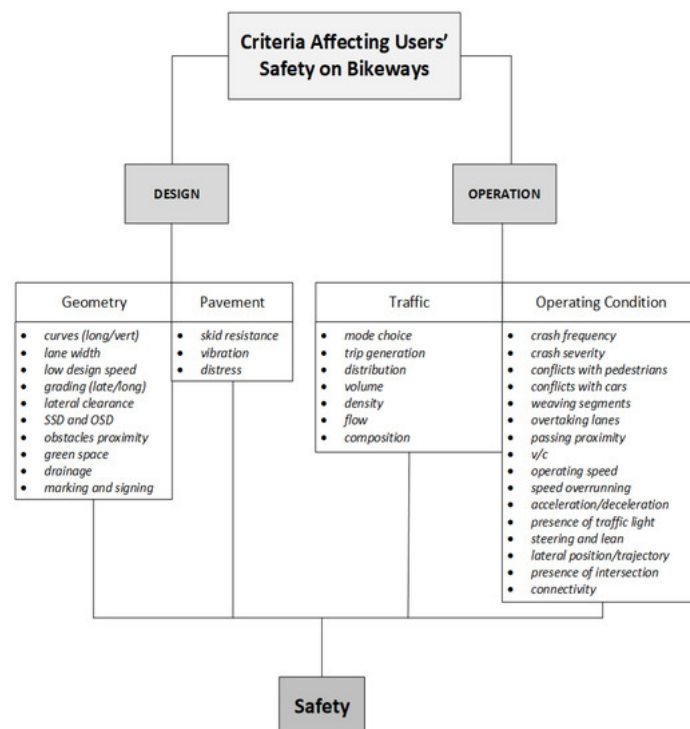 Criteria Affecting Users'
Safety on Bikeways
DESIGN
OPERATION
Geometry
curves (long/vert)
lane width
low design speed
grading (late/long)
lateral clearance
SSD and OSD
obstacles proximity
green space
drainage
marking and signing
Pavement
skid resistance
vibration
distress
Traffic
mode choice
trip generation
distribution
volume
density
flow
composition
Operating Condition
crash frequency
crash severity
conflicts with pedestrians
conflicts with cars
weaving segments
overtaking lanes
passing proximity
v/c
operating speed
speed overrunning
acceleration/deceleration
presence of traffic light
steering and lean
lateral position/trajectory
presence of intersection
connectivity
Safety